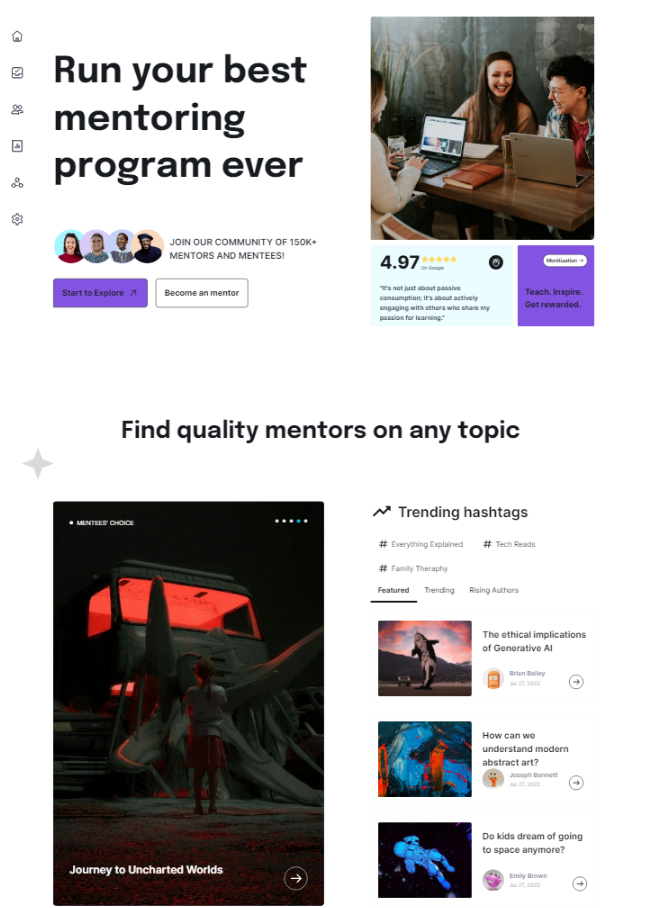 Run your best
mentoring
program ever
JOIN OUR COMMUNITY OF 150K+
MENTORS AND MENTEES!
Start to Explore
Become an mentor
4.97
On Google
"It's not just about passive
consumption; it's about actively
engaging with others who share my
passion for learning."
Mentluation
Teach. Inspire.
Get rewarded.
Find quality mentors on any topic
MENTEES' CHOICE
Journey to Uncharted Worlds
Trending hashtags
# Everything Explained
# Tech Reads
# Family Theraphy
Featured
Trending
Rising Authors
The ethical implications
of Generative AI
Brian Bailey
Jul 27, 2022
How can we
understand modern
abstract art?
Joseph Bennett
Jul 27, 2022
Do kids dream of going
to space anymore?
Emily Brown
Jul 27, 2022